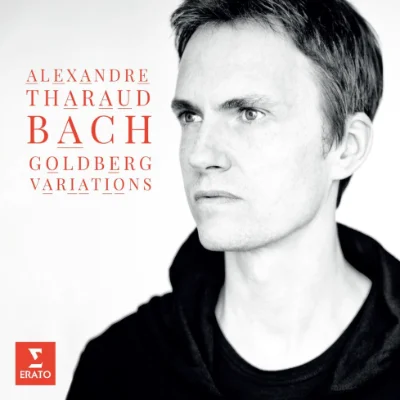 ALEXANDRE
THARAUD
BACH
GOLDBERG
VARIATIONS
ERATO